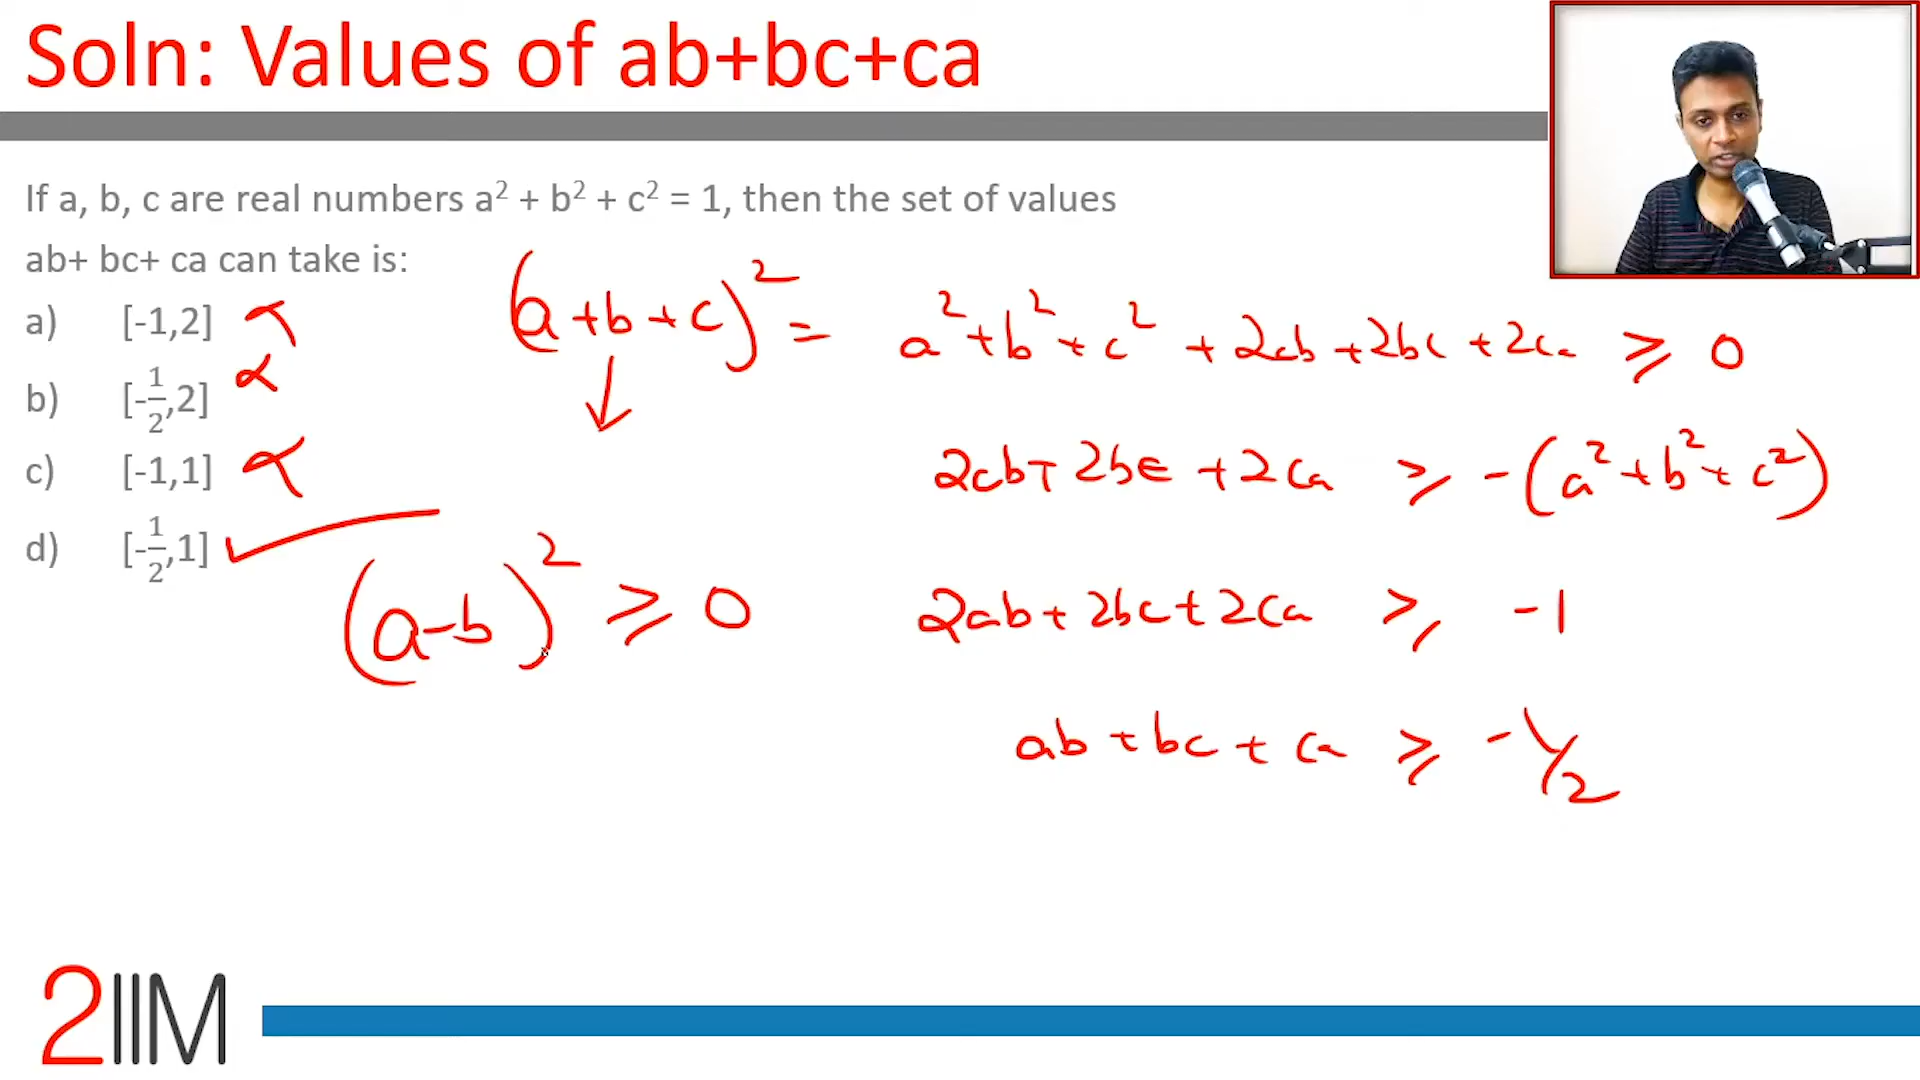 Soln: Values of ab+bc+ca
If a, b, c are real numbers a² + b² + c² = 1, then the set of values
ab+ bc+ ca can take is:
a) [-1,2]
b) [-1/2,2]
c) [-1,1]
d) [-1/2,1]
(a+b+c)² = a²+b²+c² + 2ab+2bc+2ca ≥ 0
2ab+2bc+2ca ≥ -(a²+b²+c²)
(a-b)² ≥ 0
2ab+2bc+2ca ≥ -1
ab+bc+ca ≥ -1/2
2IIM